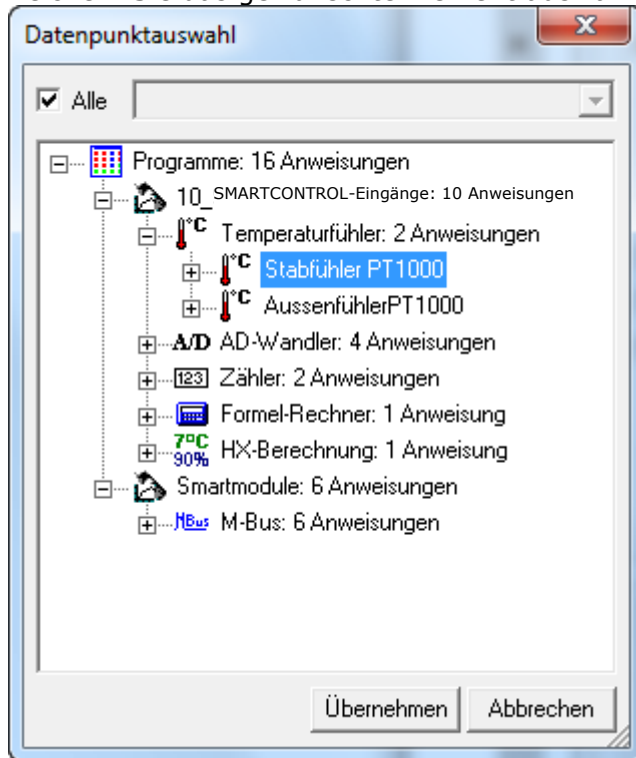 Datenpunktauswahl
Alle
Programme: 16 Anweisungen
10_SMARTCONTROL-Eingänge: 10 Anweisungen
°C Temperaturfühler: 2 Anweisungen
°C Stabfühler PT1000
°C AussenfühlerPT1000
A/D AD-Wandler: 4 Anweisungen
123 Zähler: 2 Anweisungen
Formel-Rechner: 1 Anweisung
7°C 90% HX-Berechnung: 1 Anweisung
Smartmodule: 6 Anweisungen
MBus M-Bus: 6 Anweisungen
Übernehmen Abbrechen